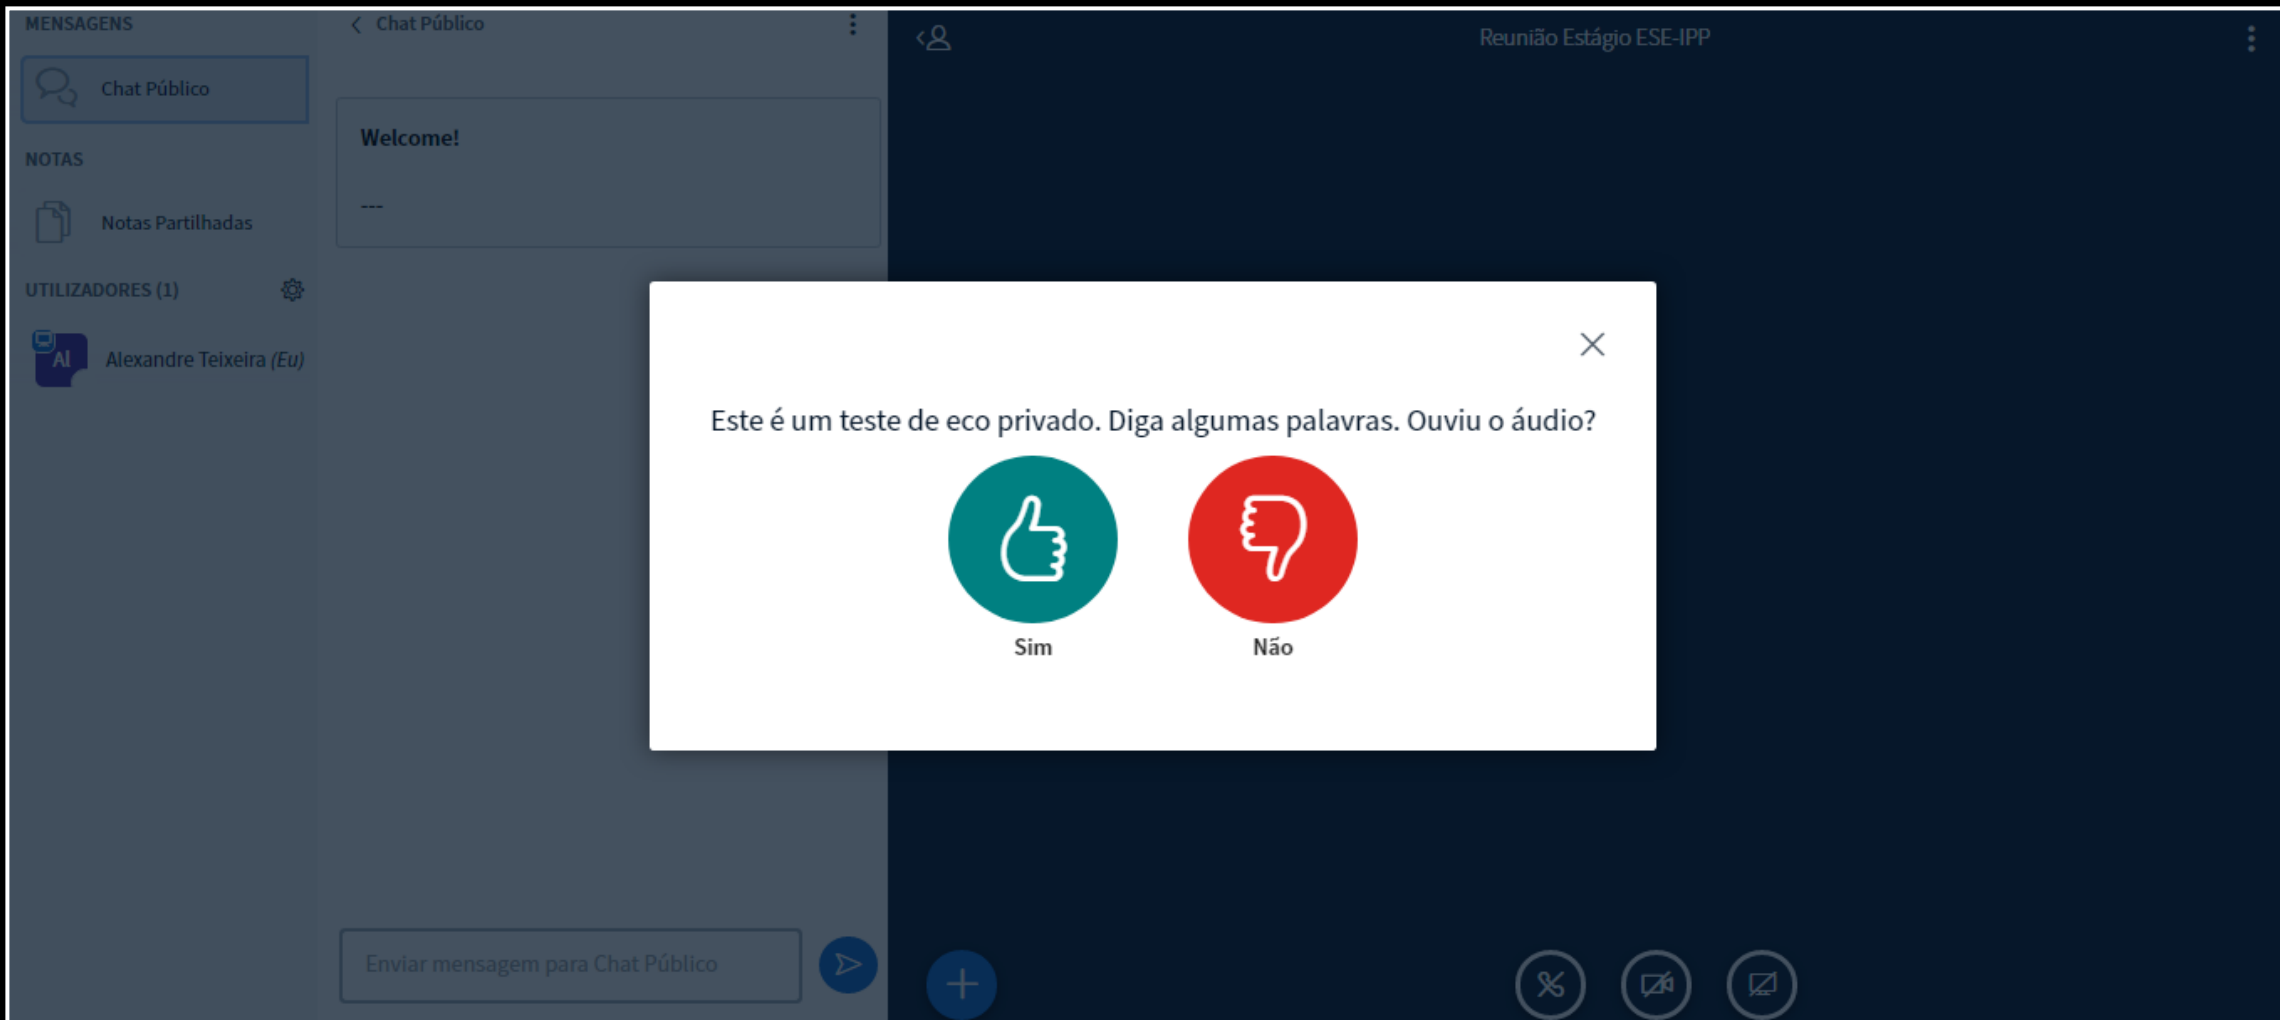 MENSAGENS
Chat Público
NOTAS
Notas Partilhadas
UTILIZADORES (1)
Al
Alexandre Teixeira (Eu)
Chat Público
Welcome!
---
Enviar mensagem para Chat Público
Reunião Estágio ESE-IPP
Este é um teste de eco privado. Diga algumas palavras. Ouviu o áudio?
Sim
Não